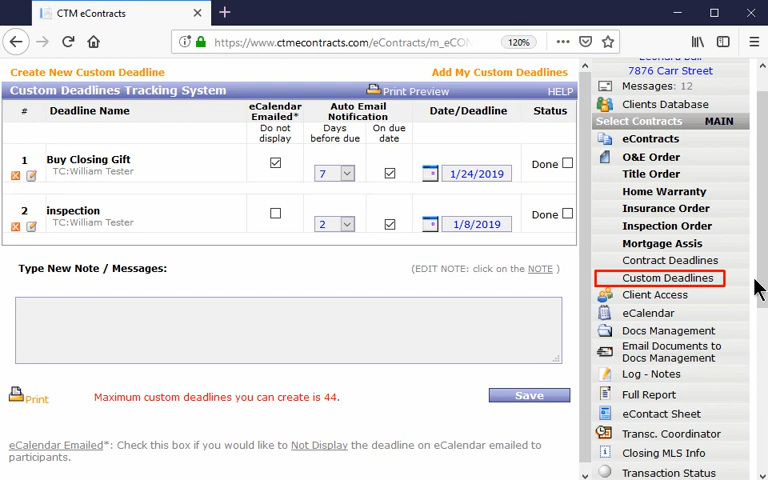 CTM eContracts
https://www.ctmecontracts.com/eContracts/m_eCON
120%
Create New Custom Deadline
Add My Custom Deadlines
Custom Deadlines Tracking System
Print Preview
HELP
# Deadline Name eCalendar Emailed* Auto Email Notification Date/Deadline Status
Do not display
Days before due
On due date
1 Buy Closing Gift
TC:William Tester
7
1/24/2019
Done
2 inspection
TC:William Tester
2
1/8/2019
Done
Type New Note / Messages:
(EDIT NOTE: click on the NOTE )
Print
Maximum custom deadlines you can create is 44.
Save
eCalendar Emailed*: Check this box if you would like to Not Display the deadline on eCalendar emailed to
participants.
7876 Carr Street
Messages: 12
Clients Database
Select Contracts MAIN
eContracts
O&E Order
Title Order
Home Warranty
Insurance Order
Inspection Order
Mortgage Assis
Contract Deadlines
Custom Deadlines
Client Access
eCalendar
Docs Management
Email Documents to
Docs Management
Log - Notes
Full Report
eContact Sheet
Transc. Coordinator
Closing MLS Info
Transaction Status